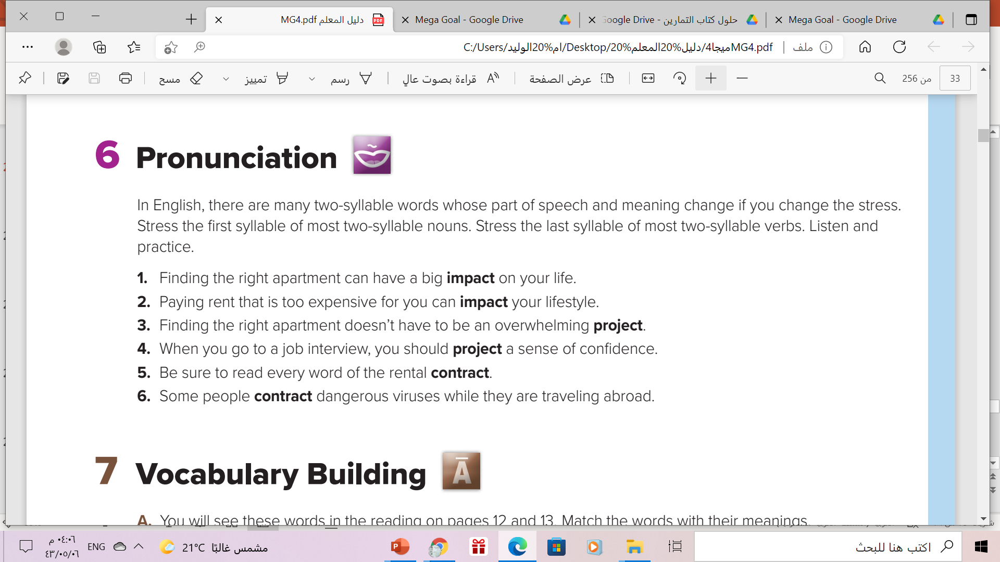 دليل المعلم MG4.pdf
Mega Goal - Google Drive
حلول كتاب التمارين - Google Drive
Mega Goal - Google Drive
C:/Users/ام%20الوليد/Desktop/دليل%20المعلم%20ميجا4/MG4.pdf
ملف
مسح
تمييز
رسم
قراءة بصوت عالٍ
عرض الصفحة
من 256
33
6 Pronunciation
In English, there are many two-syllable words whose part of speech and meaning change if you change the stress.
Stress the first syllable of most two-syllable nouns. Stress the last syllable of most two-syllable verbs. Listen and
practice.
1. Finding the right apartment can have a big impact on your life.
2. Paying rent that is too expensive for you can impact your lifestyle.
3. Finding the right apartment doesn’t have to be an overwhelming project.
4. When you go to a job interview, you should project a sense of confidence.
5. Be sure to read every word of the rental contract.
6. Some people contract dangerous viruses while they are traveling abroad.
7 Vocabulary Building
A. You will see these words in the reading on pages 12 and 13. Match the words with their meanings.
٠٤:٠٦ م
٤٣/٠٥/٠٦
ENG
21°C مشمس غالبًا
اكتب هنا للبحث